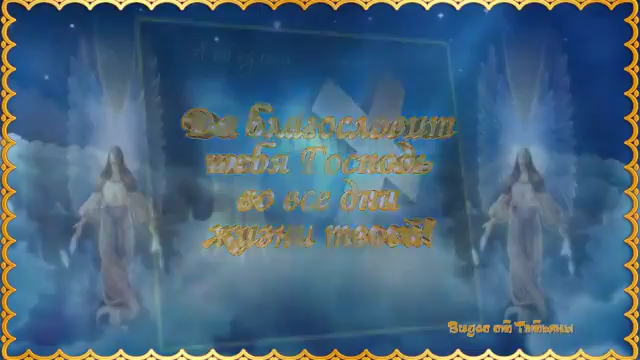 Да благословит
тебя Господь
во все дни
жизни твоей!
Видео от Татьяны